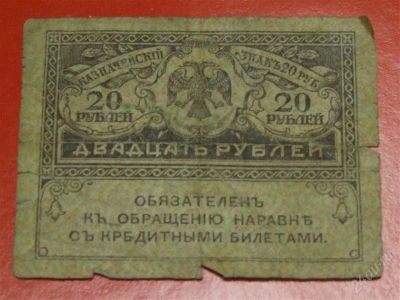 КАЗНАЧЕЙСКІЙ ЗНАКЪ 20 РУБ.
20 РУБЛЕЙ
20 РУБЛЕЙ
ДВАДЦАТЬ РУБЛЕЙ
ОБЯЗАТЕЛЕНЪ
КЪ ОБРАЩЕНІЮ НАРАВНѢ
СЪ КРЕДИТНЫМИ БИЛЕТАМИ.